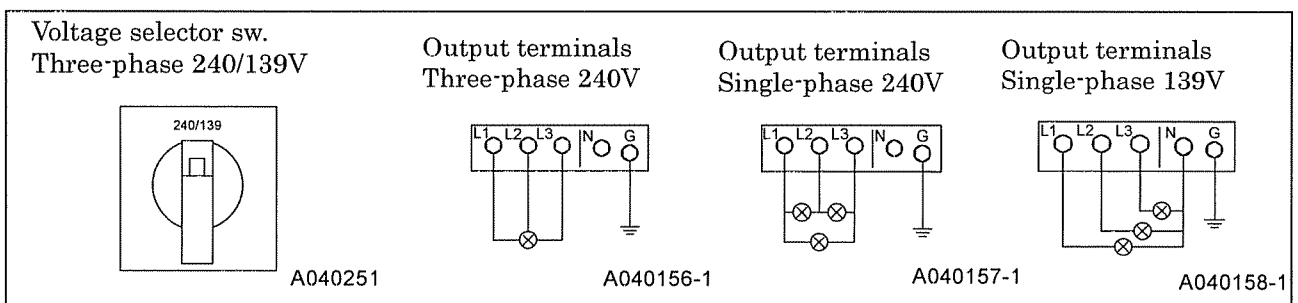 Voltage selector sw.
Three-phase 240/139V
240/139
A040251
Output terminals
Three-phase 240V
L1 L2 L3 N G
A040156-1
Output terminals
Single-phase 240V
L1 L2 L3 N G
A040157-1
Output terminals
Single-phase 139V
L1 L2 L3 N G
A040158-1